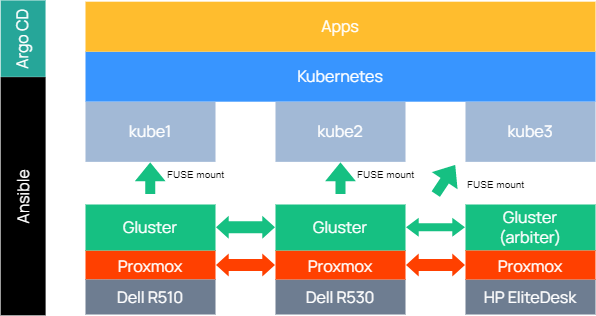 Argo CD
Apps
Kubernetes
Ansible
kube1
kube2
kube3
FUSE mount
FUSE mount
FUSE mount
Gluster
Gluster
Gluster
(arbiter)
Proxmox
Proxmox
Proxmox
Dell R510
Dell R530
HP EliteDesk